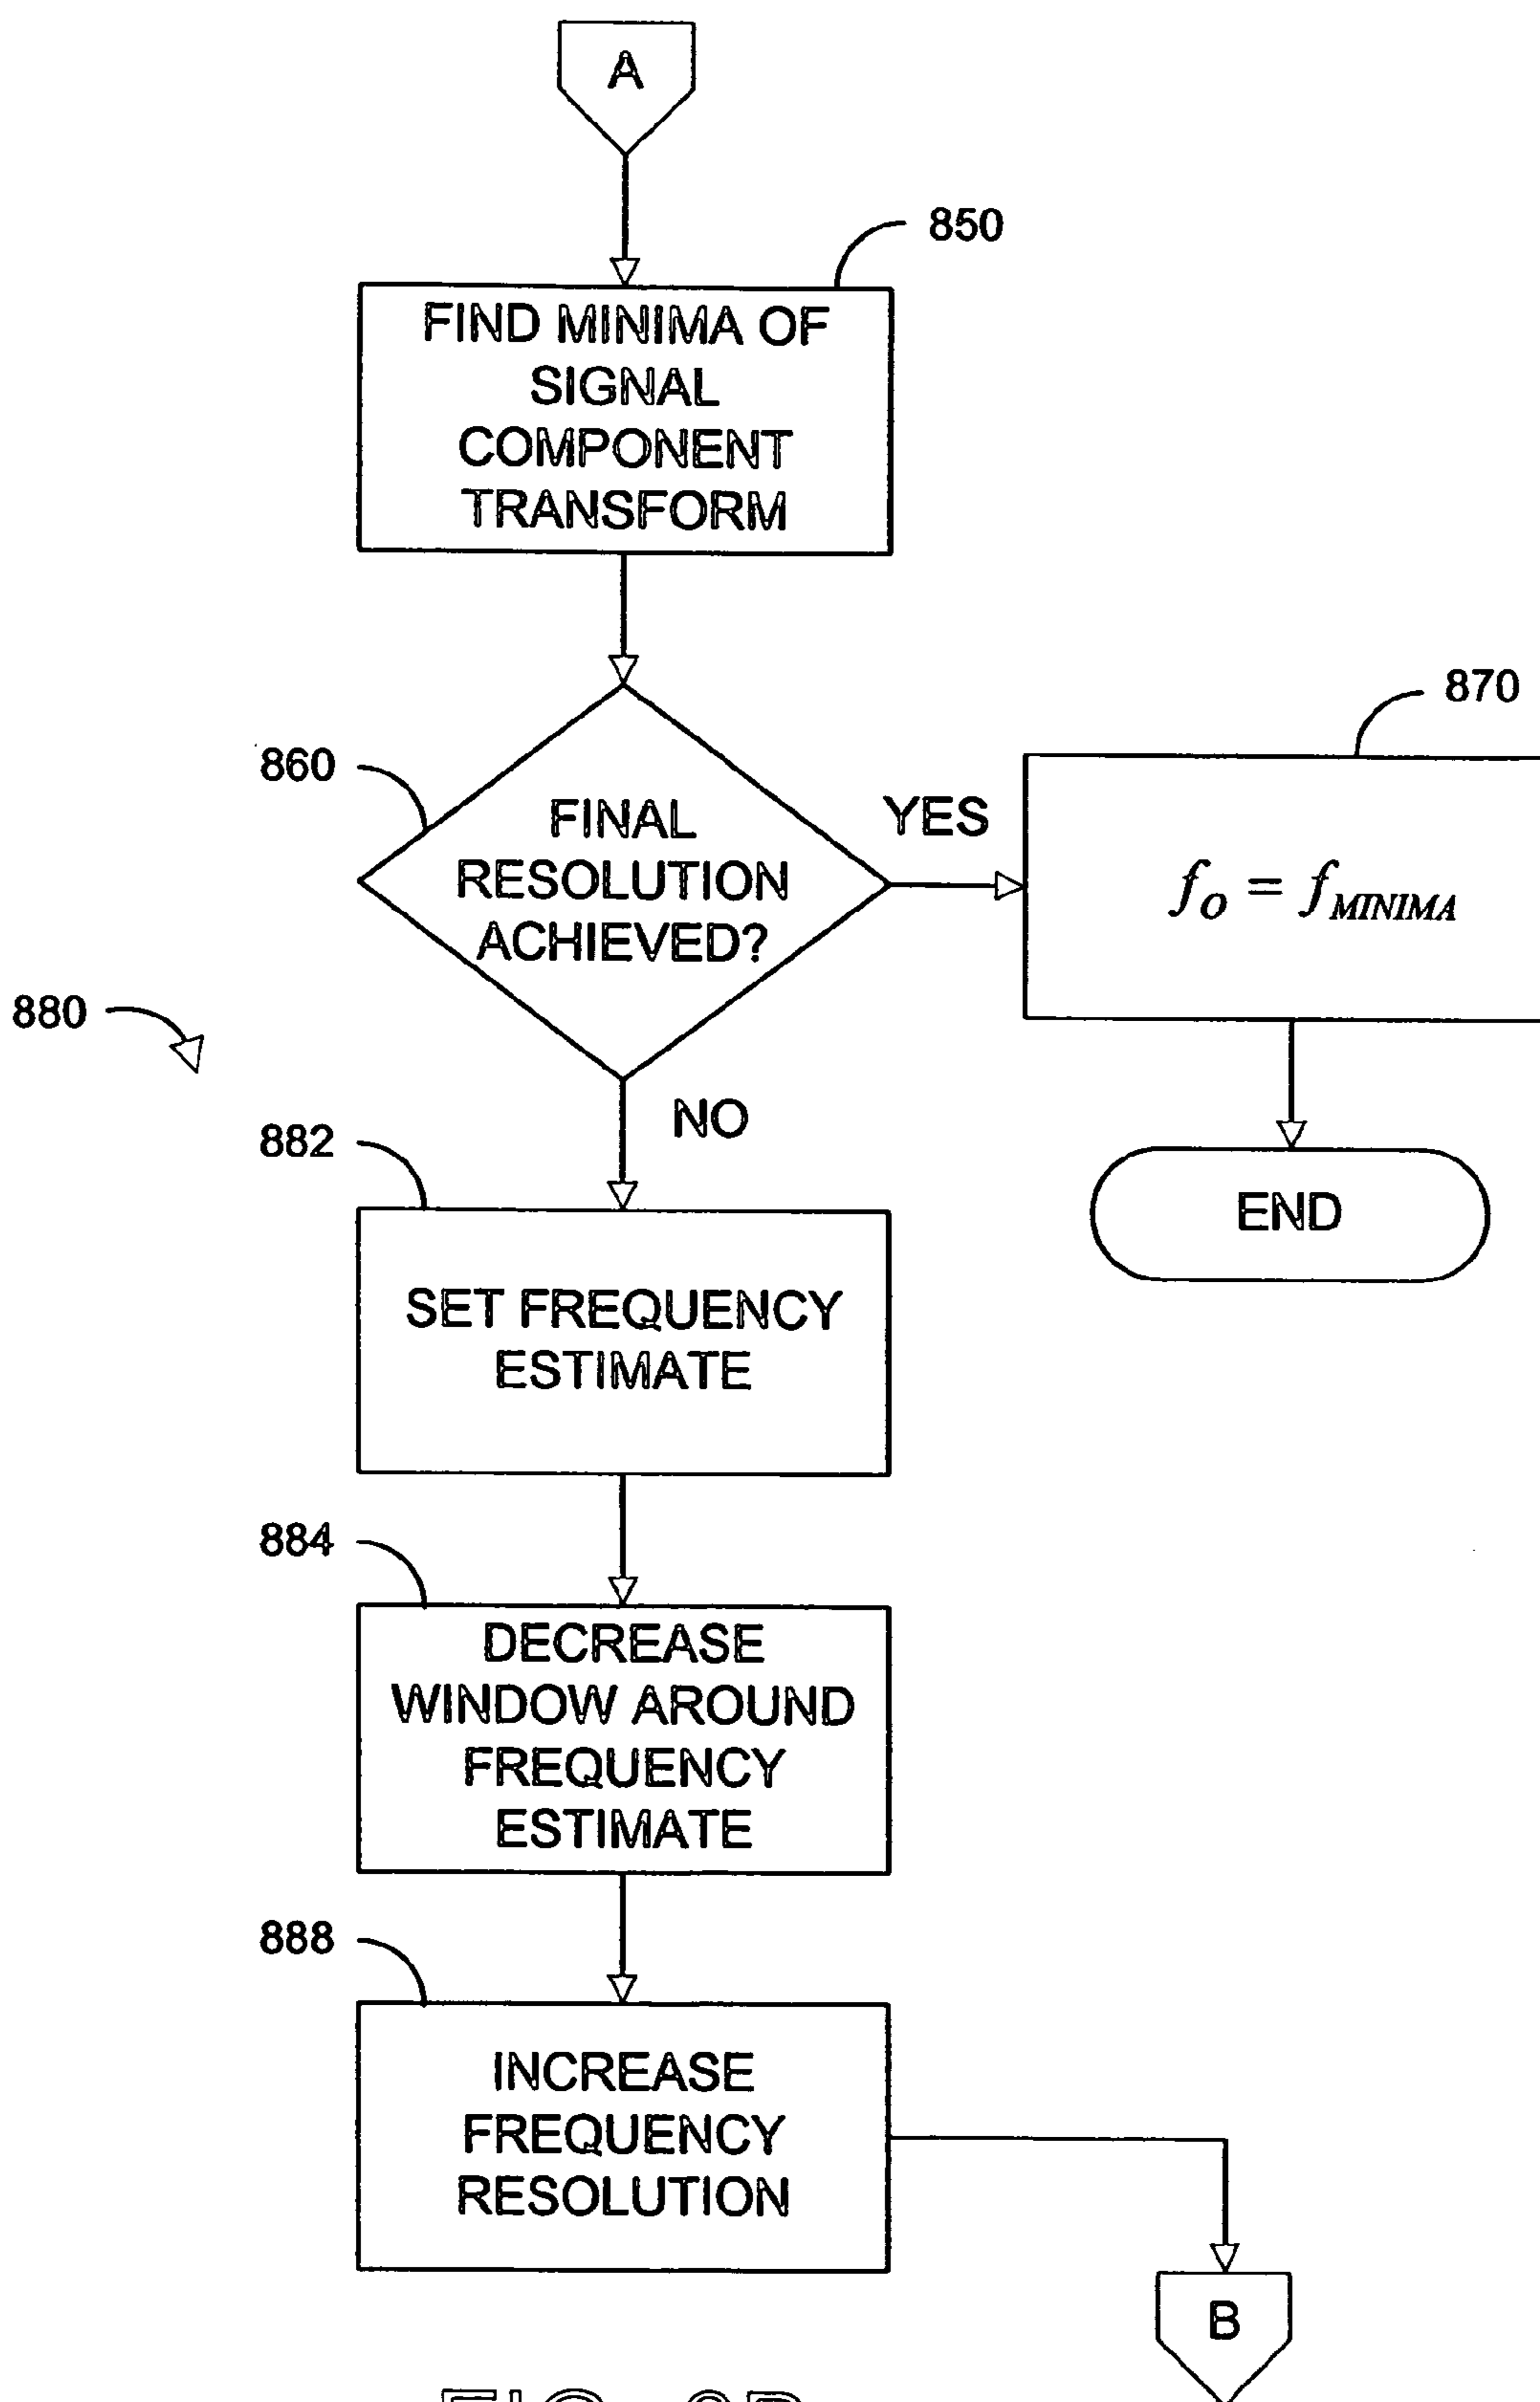 A
850
FIND MINIMA OF
SIGNAL
COMPONENT
TRANSFORM
870
860
FINAL
RESOLUTION
ACHIEVED?
YES
f_O = f_MINIMA
880
NO
882
END
SET FREQUENCY
ESTIMATE
884
DECREASE
WINDOW AROUND
FREQUENCY
ESTIMATE
888
INCREASE
FREQUENCY
RESOLUTION
B